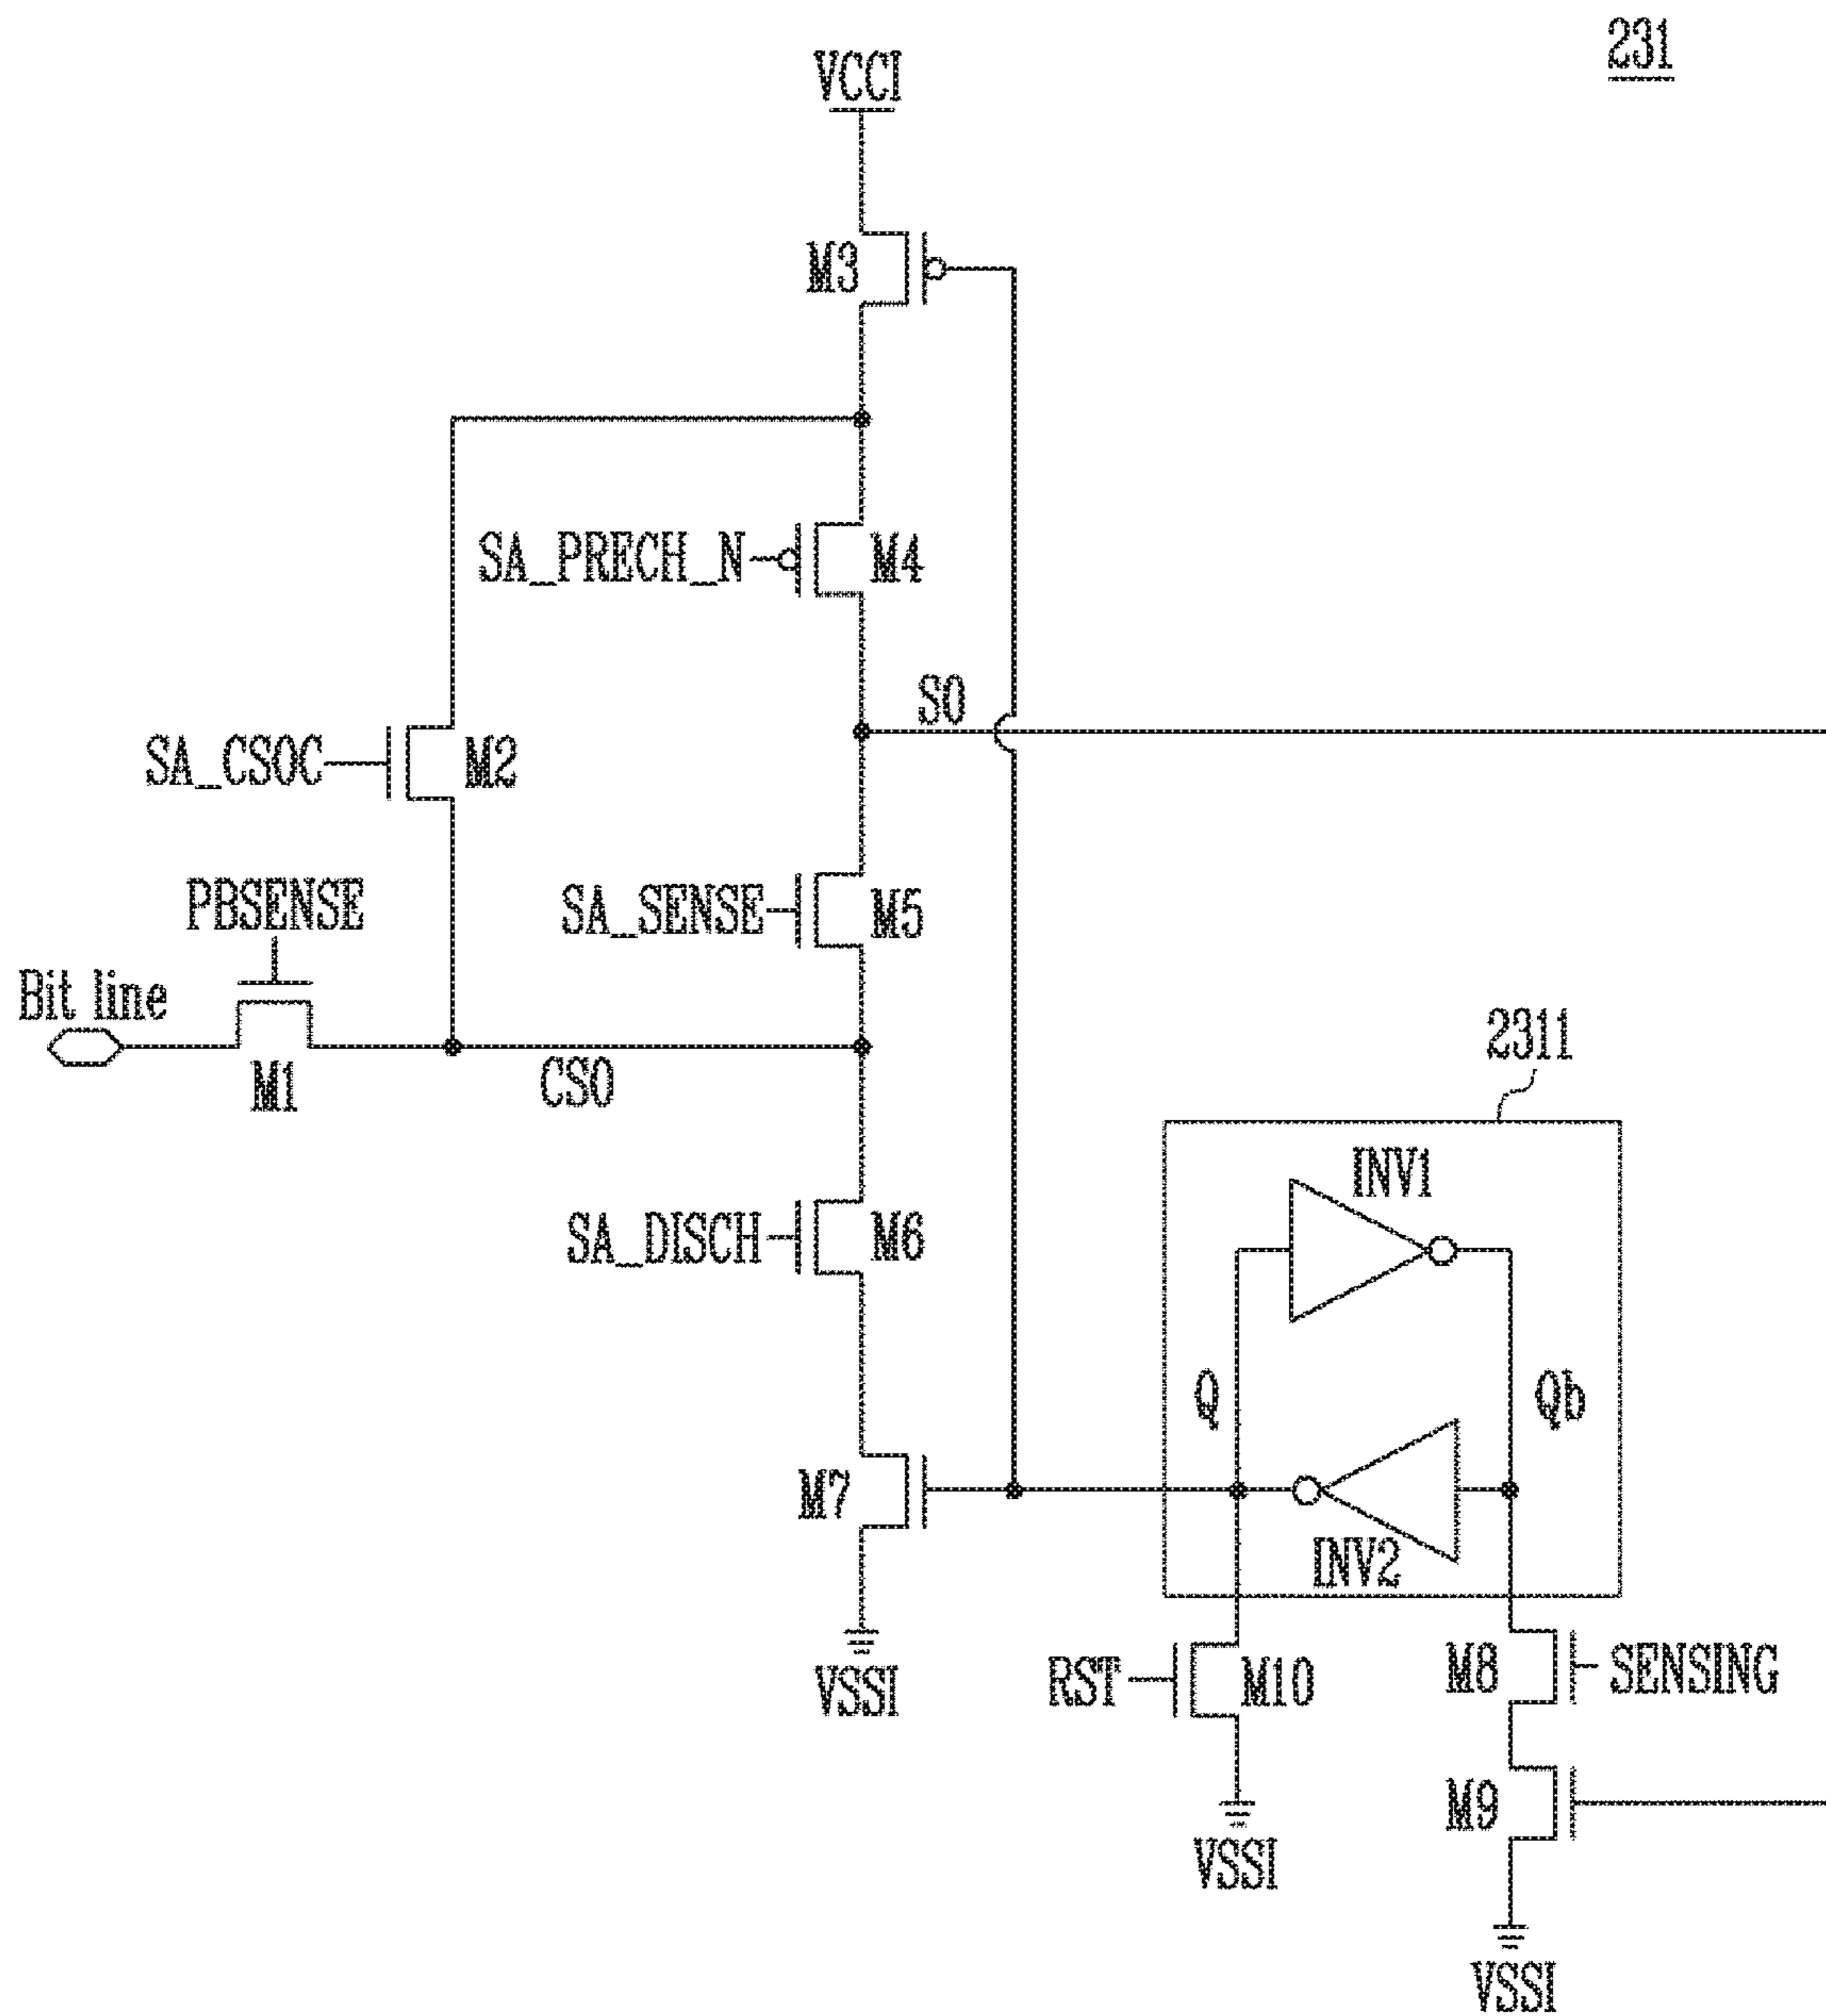 231
VCCI
M3
SA_PRECH_N
M4
SO
SA_CSOC
M2
PBSENSE
SA_SENSE
M5
Bit line
M1
CSO
2311
INV1
SA_DISCH
M6
Q
Qb
M7
INV2
RST
M10
M8
SENSING
VSSI
M9
VSSI
VSSI